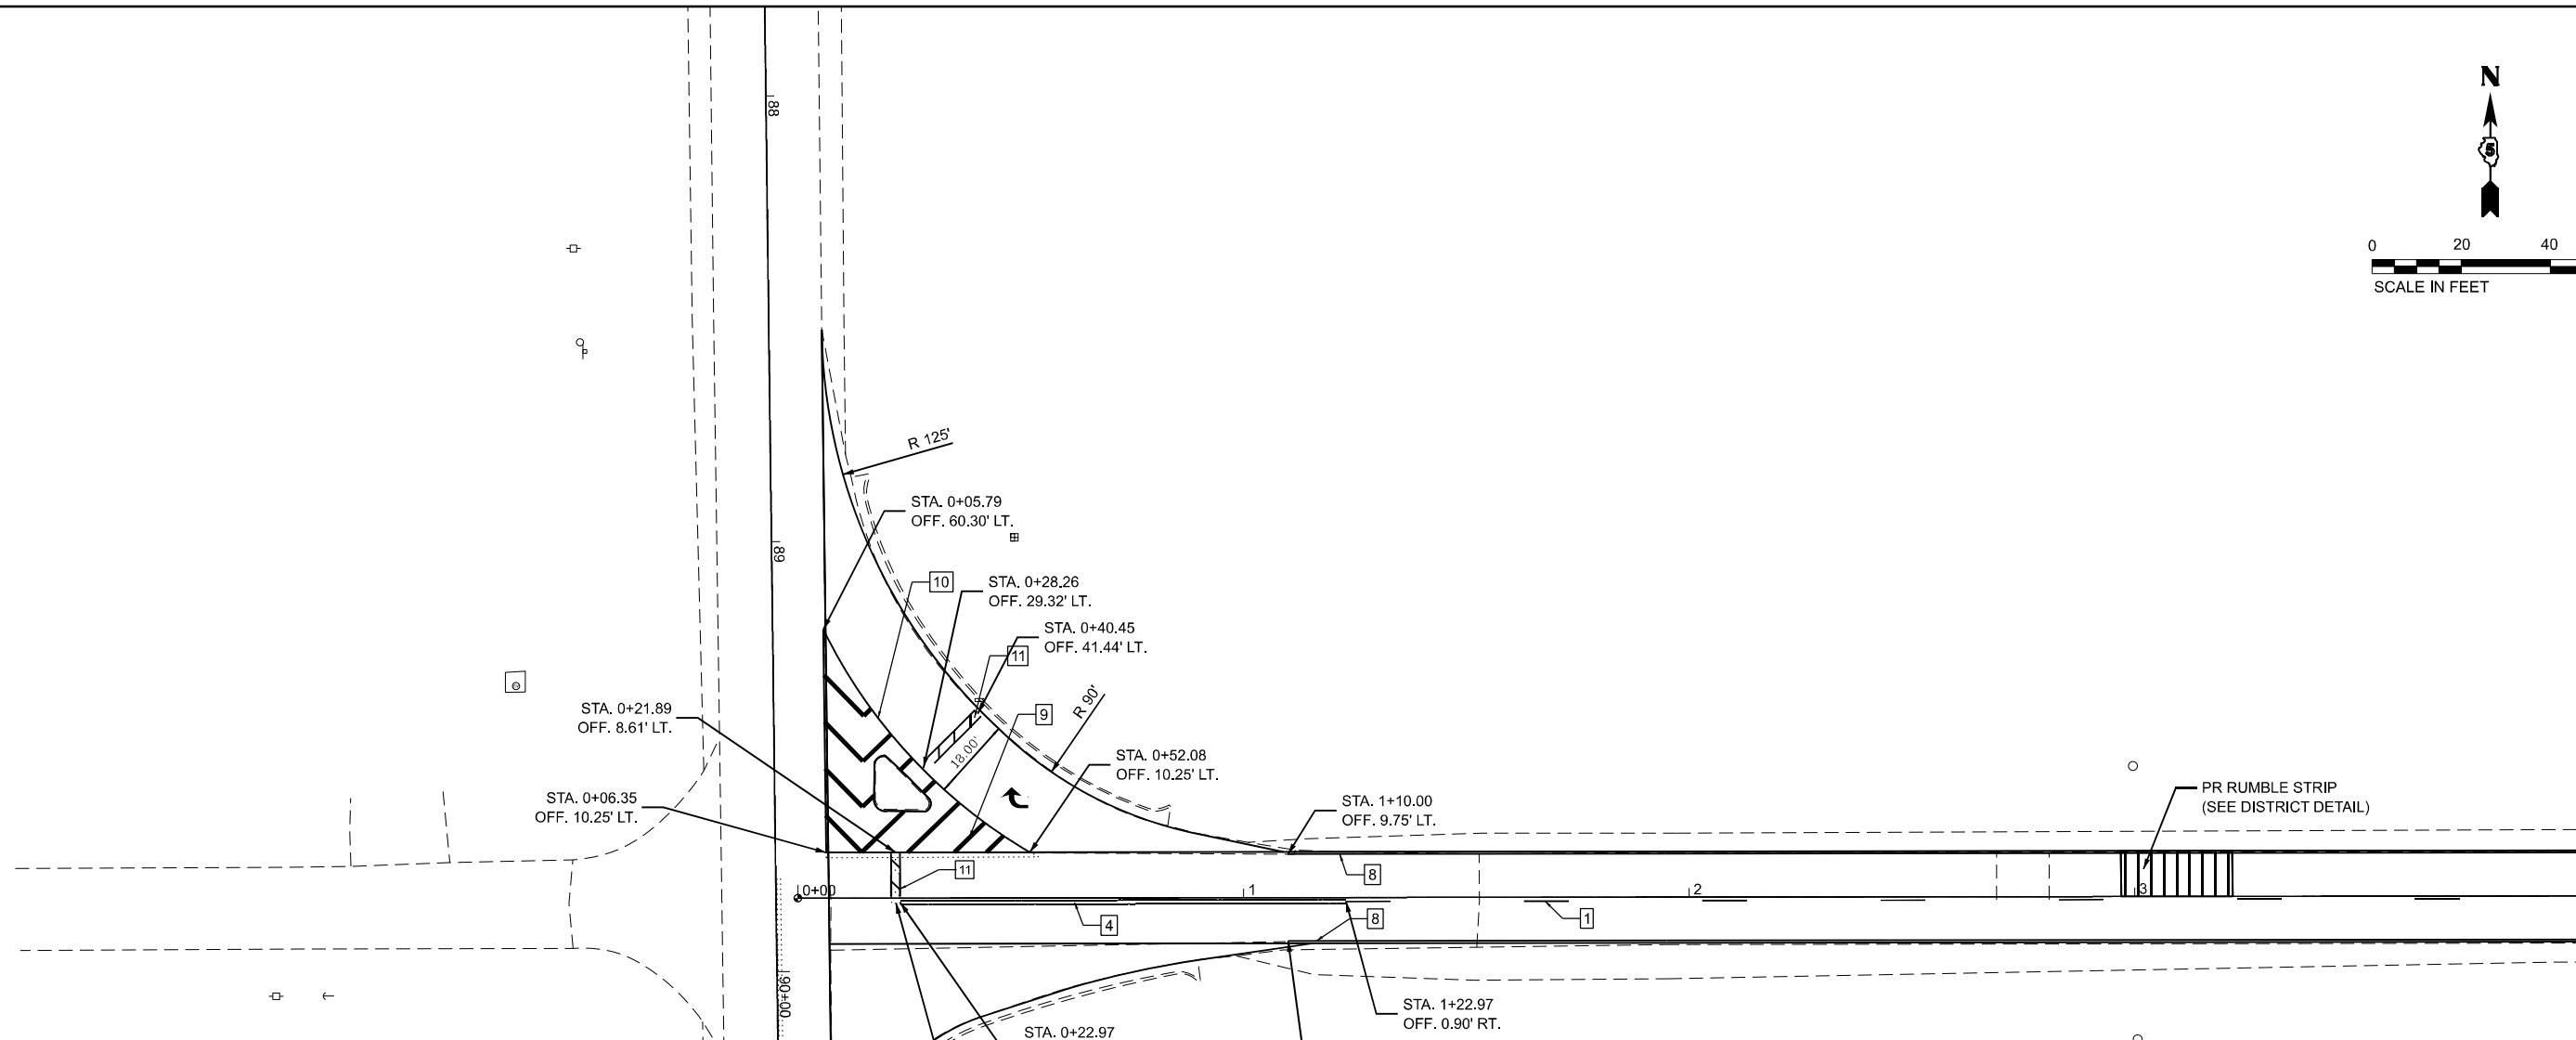 N
5
0 20 40
SCALE IN FEET
88
R 125'
STA. 0+05.79
OFF. 60.30' LT.
89
10
STA. 0+28.26
OFF. 29.32' LT.
STA. 0+40.45
OFF. 41.44' LT.
11
R 90'
STA. 0+21.89
OFF. 8.61' LT.
9
18.00'
STA. 0+52.08
OFF. 10.25' LT.
STA. 0+06.35
OFF. 10.25' LT.
STA. 1+10.00
OFF. 9.75' LT.
PR RUMBLE STRIP
(SEE DISTRICT DETAIL)
11
8
0+00
1
2
3
4
8
1
90+00
STA. 1+22.97
OFF. 0.90' RT.
STA. 0+22.97